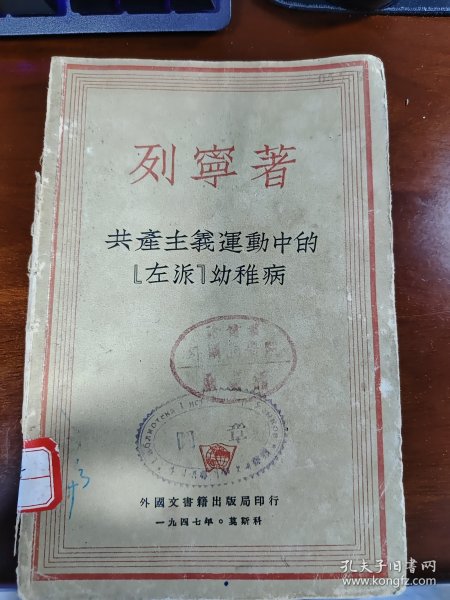 列寧著
共產主義運動中的
〖左派〗幼稚病
圖章
外國文書籍出版局印行
一九四七年。莫斯科
孔夫子旧书网
www.kongfz.com